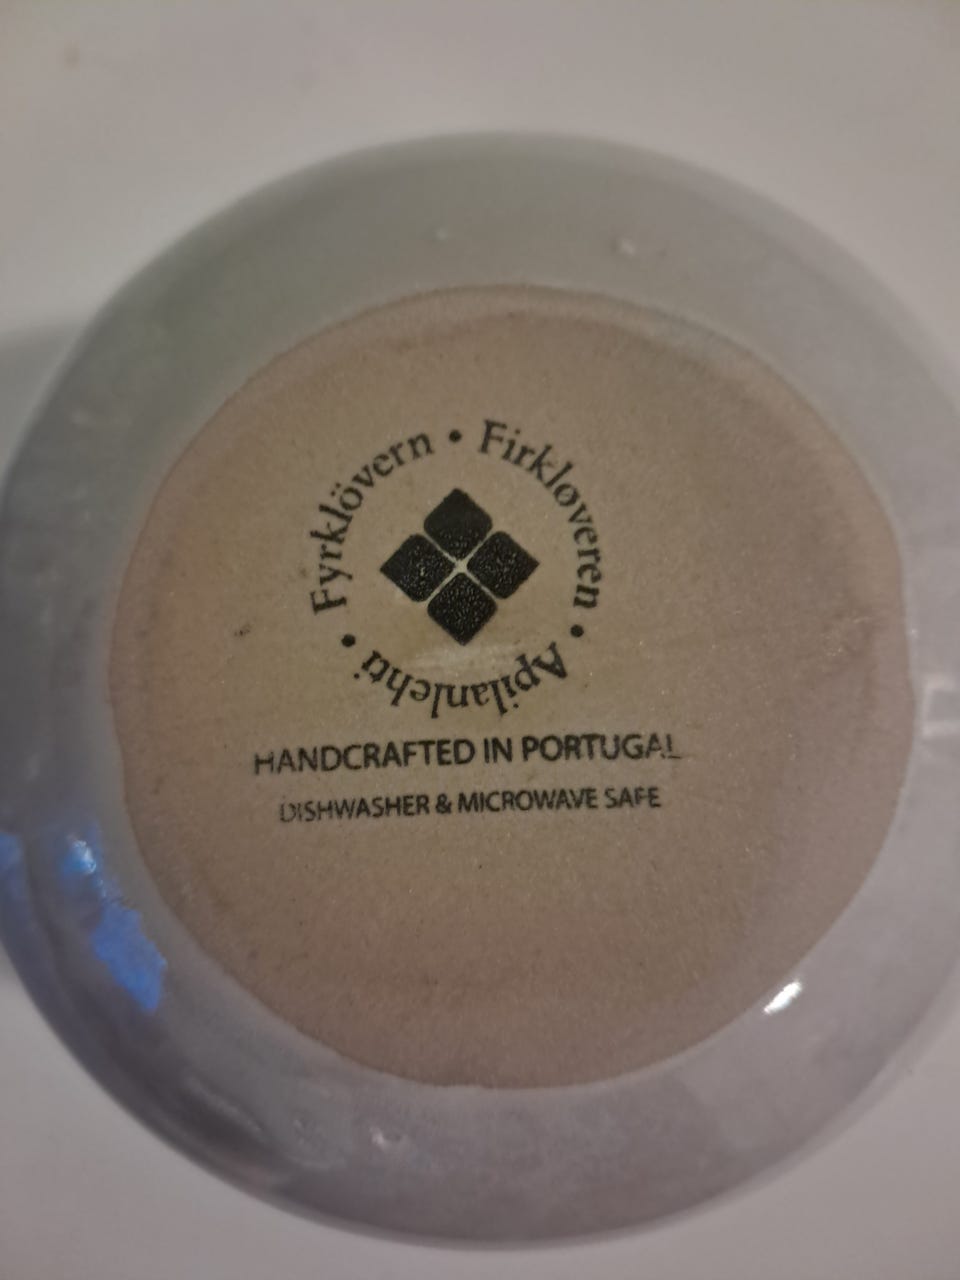 Fyrklövern • Firkløveren • Apilanlehti •
HANDCRAFTED IN PORTUGAL
DISHWASHER & MICROWAVE SAFE